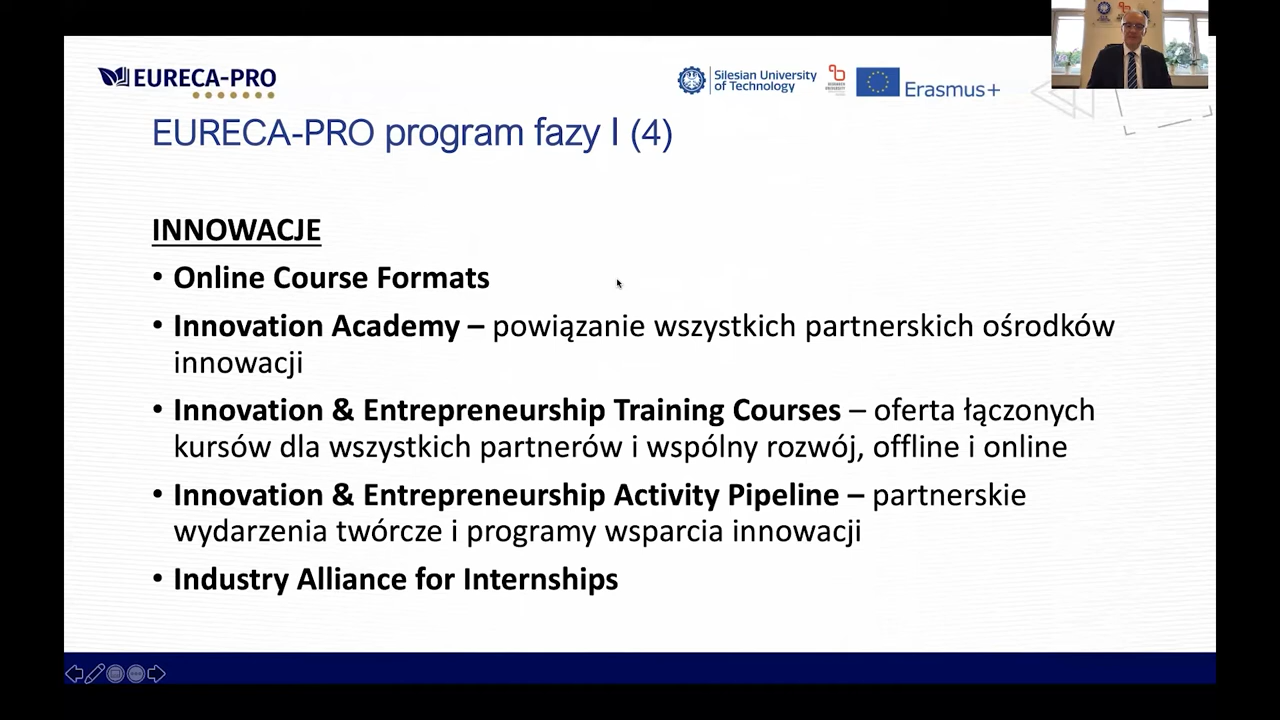 EURECA-PRO
Silesian University
of Technology
Erasmus+
EURECA-PRO program fazy I (4)
INNOWACJE
• Online Course Formats
• Innovation Academy – powiązanie wszystkich partnerskich ośrodków
innowacji
• Innovation & Entrepreneurship Training Courses – oferta łączonych
kursów dla wszystkich partnerów i wspólny rozwój, offline i online
• Innovation & Entrepreneurship Activity Pipeline – partnerskie
wydarzenia twórcze i programy wsparcia innowacji
• Industry Alliance for Internships